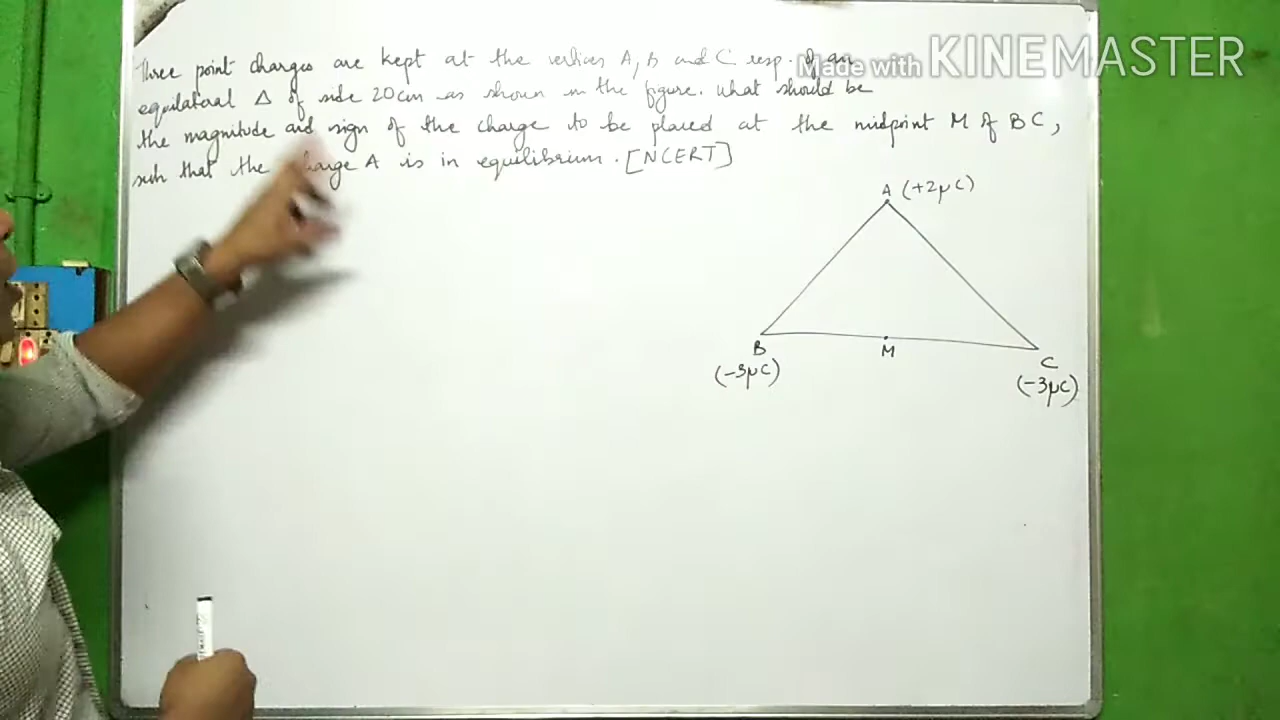 Three point charges are kept at the vertices A, B and C resp. of an
Made with KINEMASTER
equilateral Δ of side 20cm as shown in the figure. What should be
the magnitude and sign of the charge to be placed at the midpoint M of BC,
such that the charge A is in equilibrium. [NCERT]
A (+2μC)
B
M
C
(-3μC)
(-3μC)